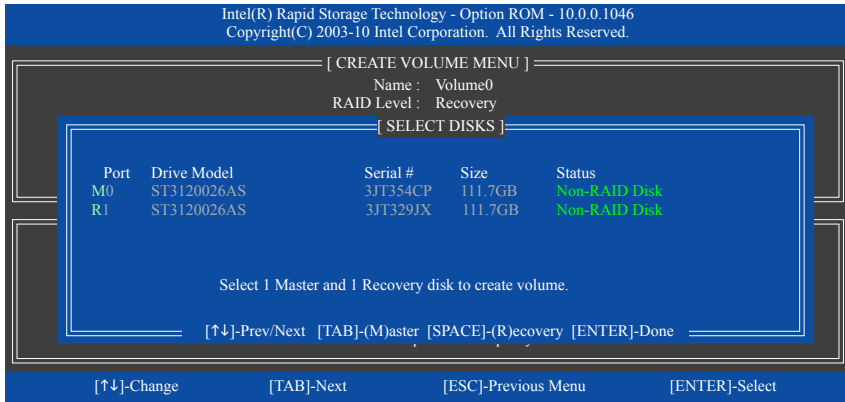 Intel(R) Rapid Storage Technology - Option ROM - 10.0.0.1046
Copyright(C) 2003-10 Intel Corporation. All Rights Reserved.
[ CREATE VOLUME MENU ]
Name : Volume0
RAID Level : Recovery
[ SELECT DISKS ]
Port Drive Model Serial # Size Status
M0 ST3120026AS 3JT354CP 111.7GB Non-RAID Disk
R1 ST3120026AS 3JT329JX 111.7GB Non-RAID Disk
Select 1 Master and 1 Recovery disk to create volume.
[↑↓]-Prev/Next [TAB]-(M)aster [SPACE]-(R)ecovery [ENTER]-Done
[↑↓]-Change [TAB]-Next [ESC]-Previous Menu [ENTER]-Select